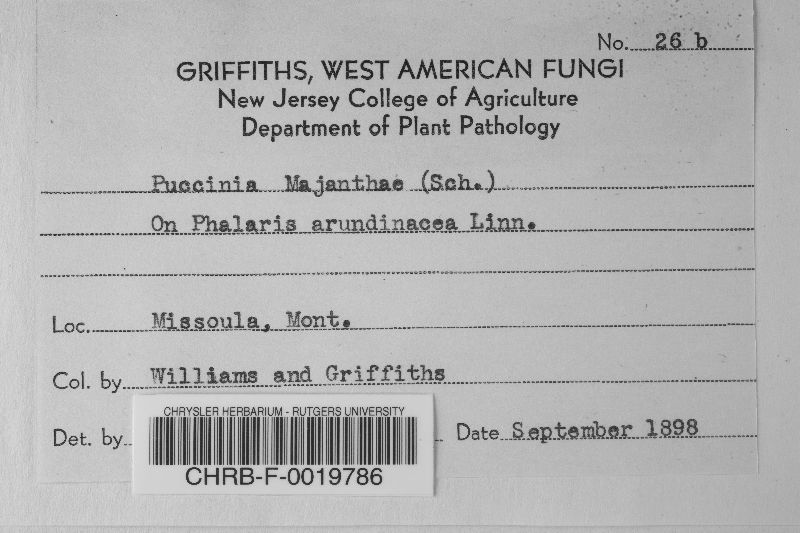 No. 26 b
GRIFFITHS, WEST AMERICAN FUNGI
New Jersey College of Agriculture
Department of Plant Pathology
Puccinia Majanthae (Sch.)
On Phalaris arundinacea Linn.
Loc. Missoula, Mont.
Col. by Williams and Griffiths
Det. by Date September 1898
CHRYSLER HERBARIUM - RUTGERS UNIVERSITY
CHRB-F-0019786